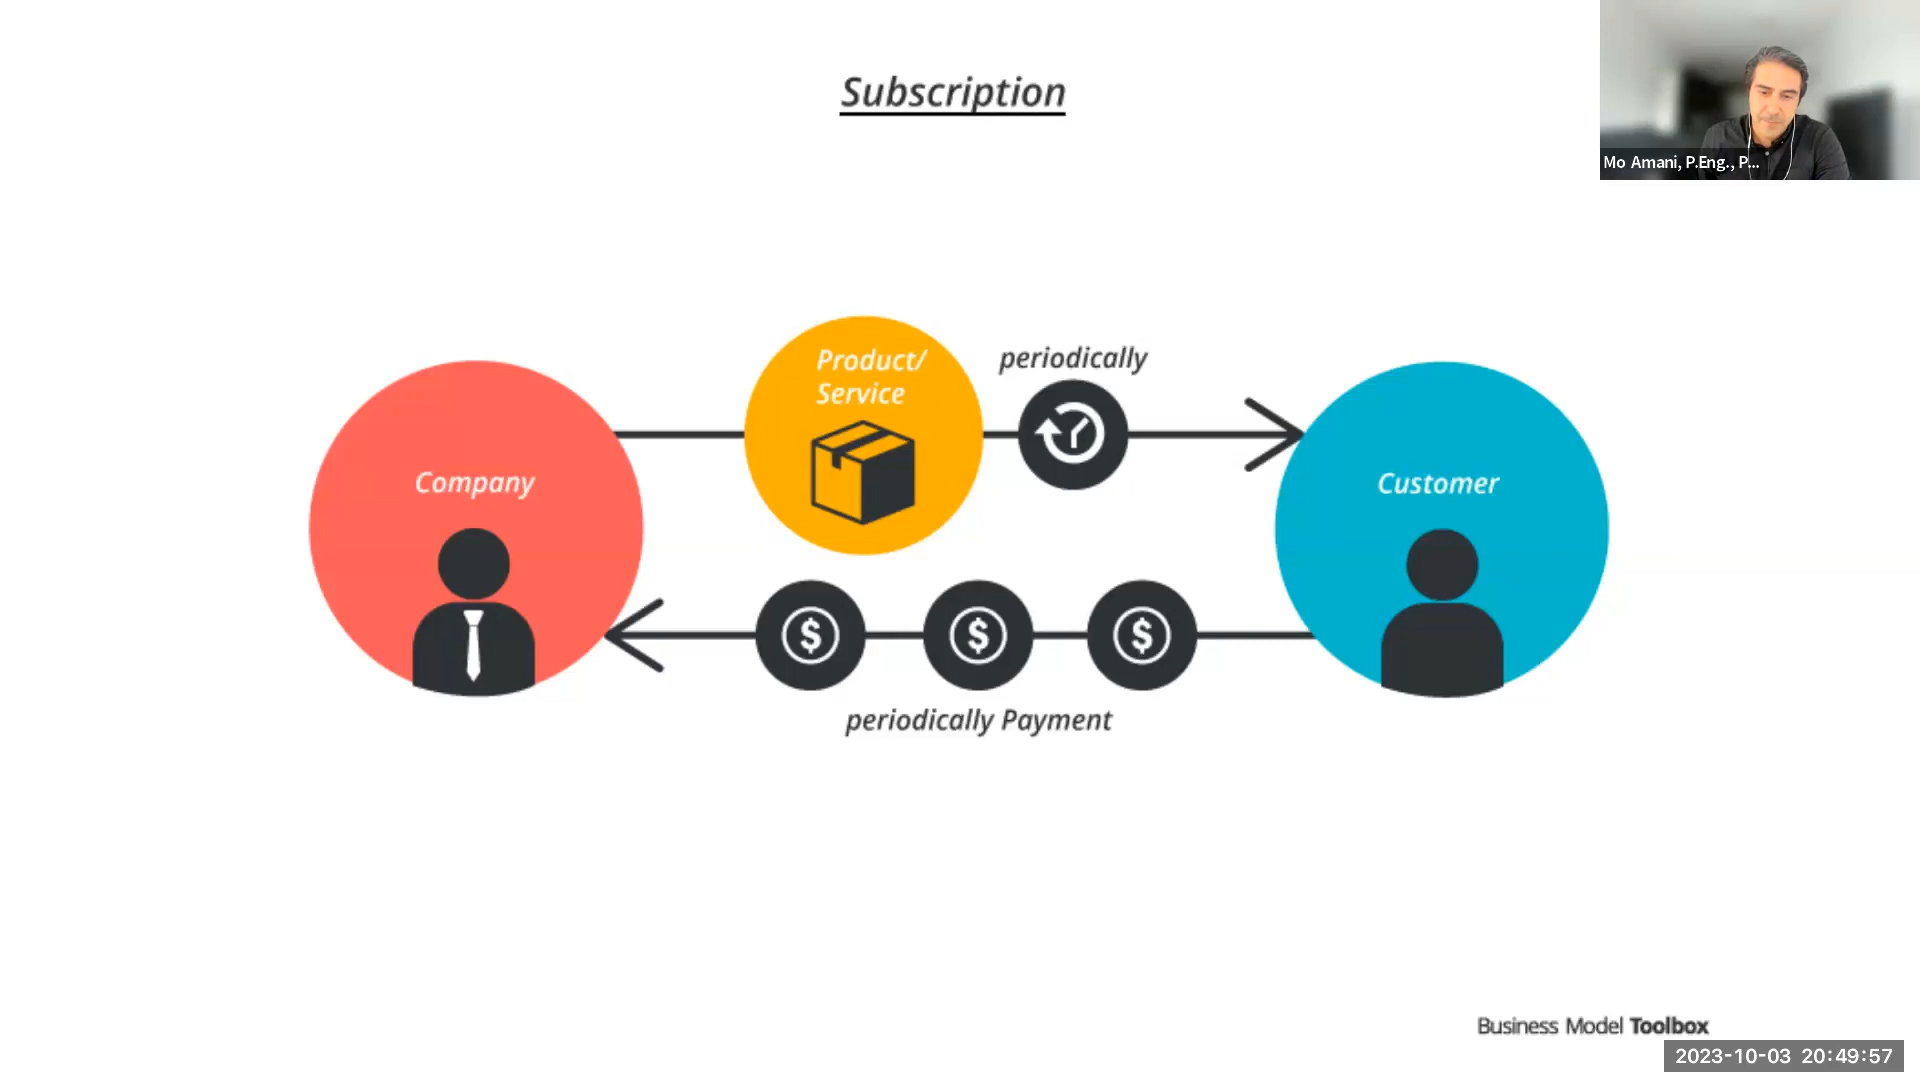 Subscription
Mo Amani, P.Eng., P...
Product/
Service
periodically
Company
Customer
$ $ $
periodically Payment
Business Model Toolbox
2023-10-03 20:49:57